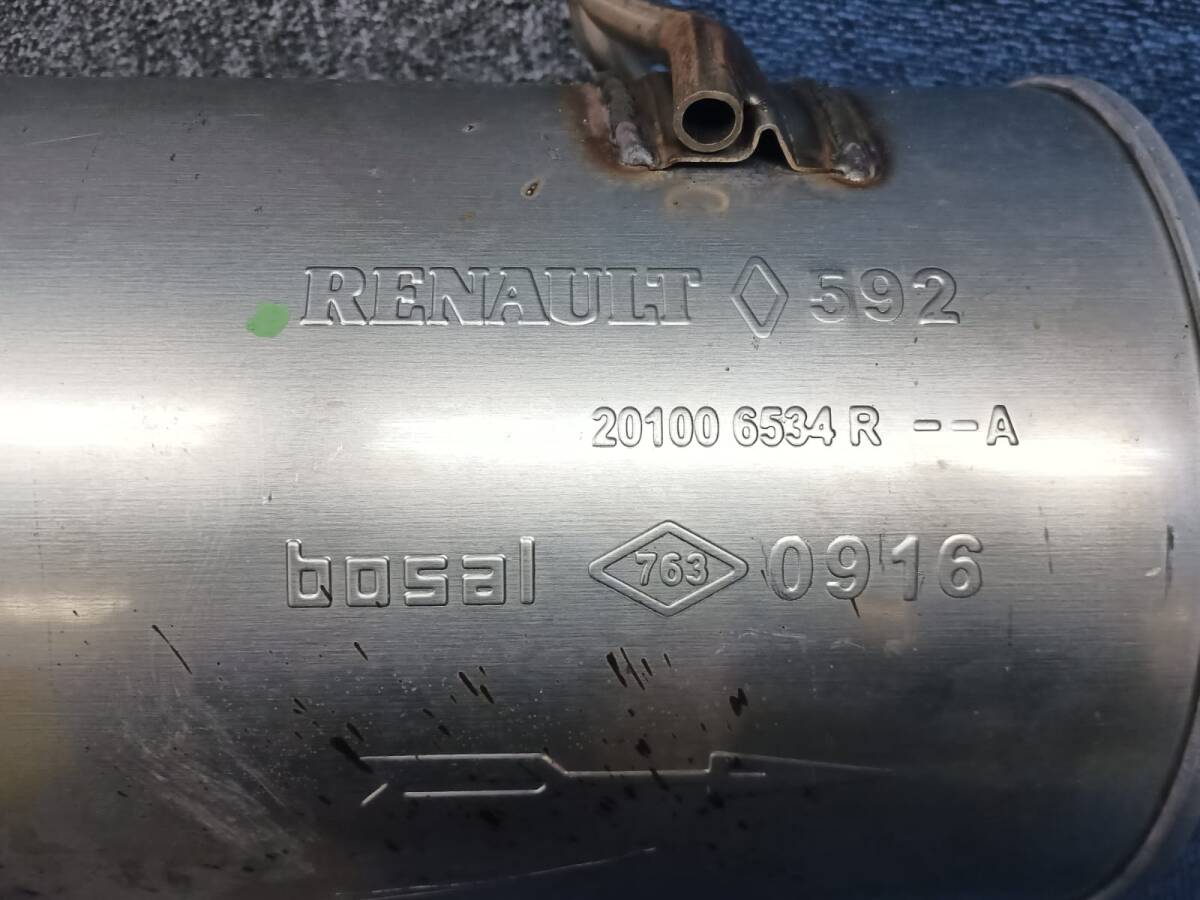 RENAULT 592
20100 6534 R --A
bosal 763 0916